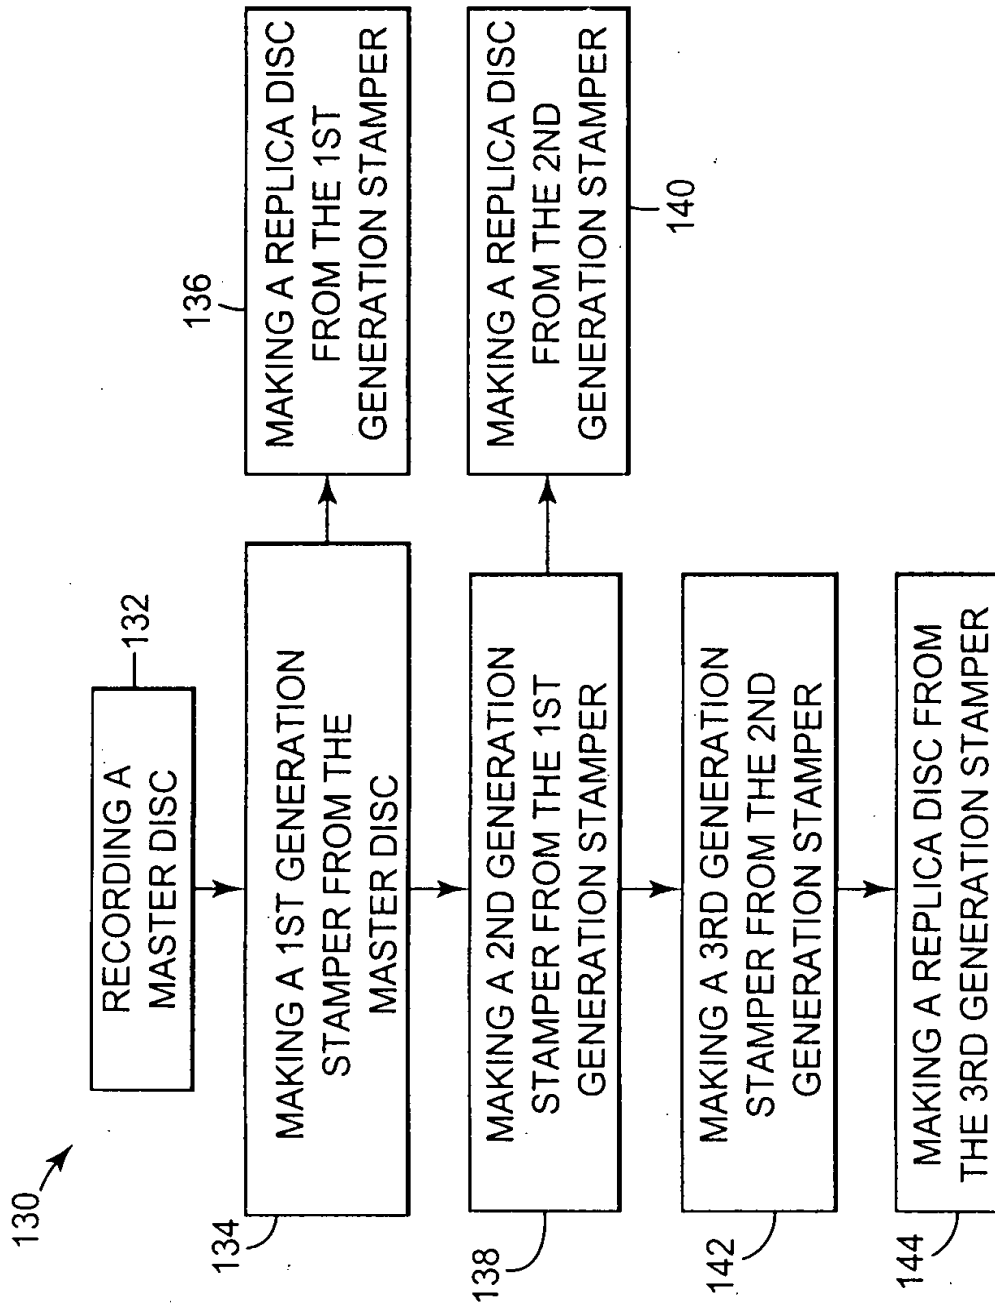 130
132
RECORDING A
MASTER DISC
134
MAKING A 1ST GENERATION
STAMPER FROM THE
MASTER DISC
136
MAKING A REPLICA DISC
FROM THE 1ST
GENERATION STAMPER
138
MAKING A 2ND GENERATION
STAMPER FROM THE 1ST
GENERATION STAMPER
140
MAKING A REPLICA DISC
FROM THE 2ND
GENERATION STAMPER
142
MAKING A 3RD GENERATION
STAMPER FROM THE 2ND
GENERATION STAMPER
144
MAKING A REPLICA DISC FROM
THE 3RD GENERATION STAMPER